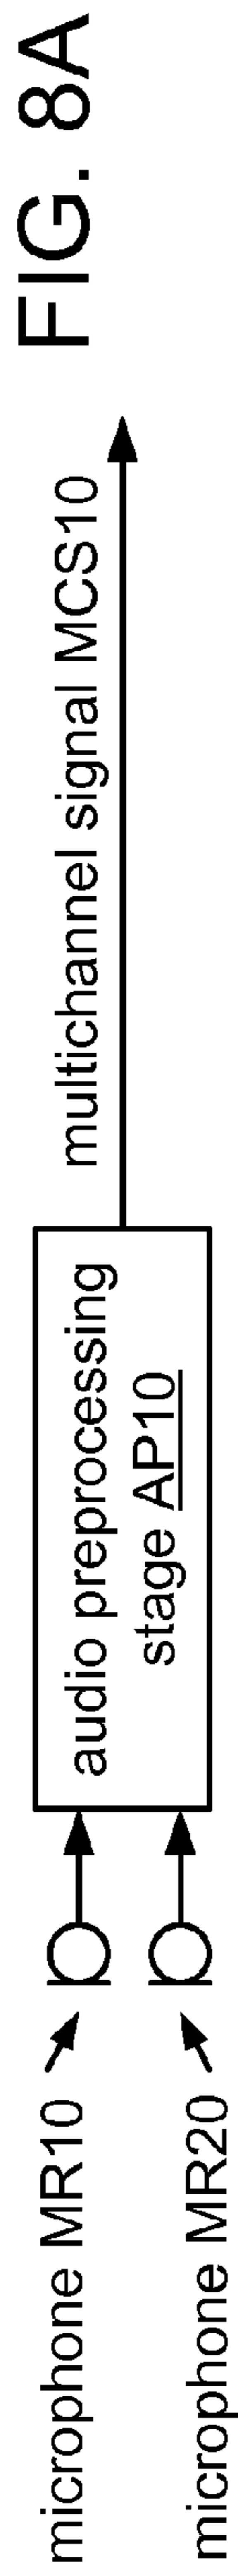 microphone MR10
microphone MR20
audio preprocessing
stage AP10
multichannel signal MCS10
FIG. 8A